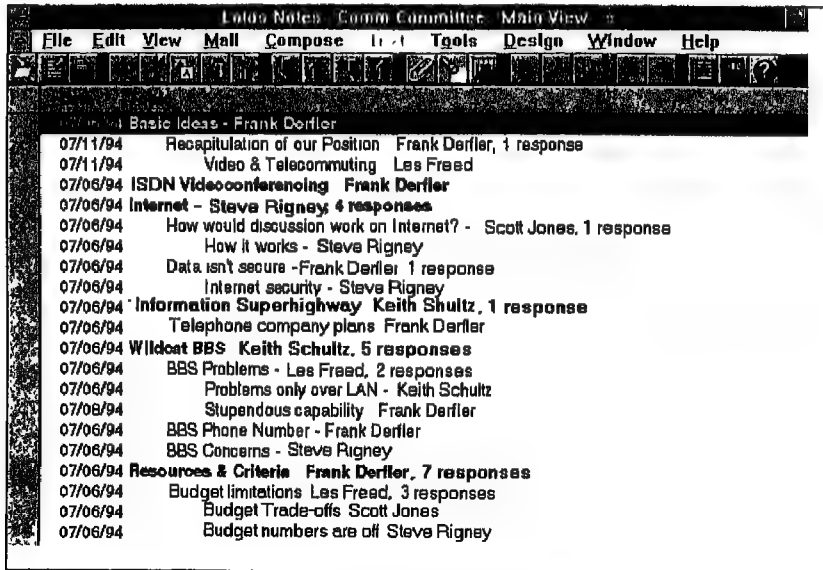 Lotus Notes - Comm Committee - Main View
File Edit View Mail Compose Text Tools Design Window Help
Basic Ideas - Frank Derfler
07/11/94 Recapitulation of our Position Frank Derfler, 1 response
07/11/94 Video & Telecommuting Les Freed
07/06/94 ISDN Videoconferencing Frank Derfler
07/06/94 Internet - Steve Rigney, 4 responses
07/06/94 How would discussion work on Internet? - Scott Jones, 1 response
07/06/94 How it works - Steve Rigney
07/06/94 Data isn't secure -Frank Derfler 1 response
07/06/94 Internet security - Steve Rigney
07/06/94 Information Superhighway Keith Shultz, 1 response
07/06/94 Telephone company plans Frank Derfler
07/06/94 Wildcat BBS Keith Schultz, 5 responses
07/06/94 BBS Problems - Les Freed, 2 responses
07/06/94 Problems only over LAN - Keith Schultz
07/08/94 Stupendous capability Frank Derfler
07/06/94 BBS Phone Number - Frank Derfler
07/06/94 BBS Concerns - Steve Rigney
07/06/94 Resources & Criteria Frank Derfler, 7 responses
07/06/94 Budget limitations Les Freed, 3 responses
07/06/94 Budget Trade-offs Scott Jones
07/06/94 Budget numbers are off Steve Rigney